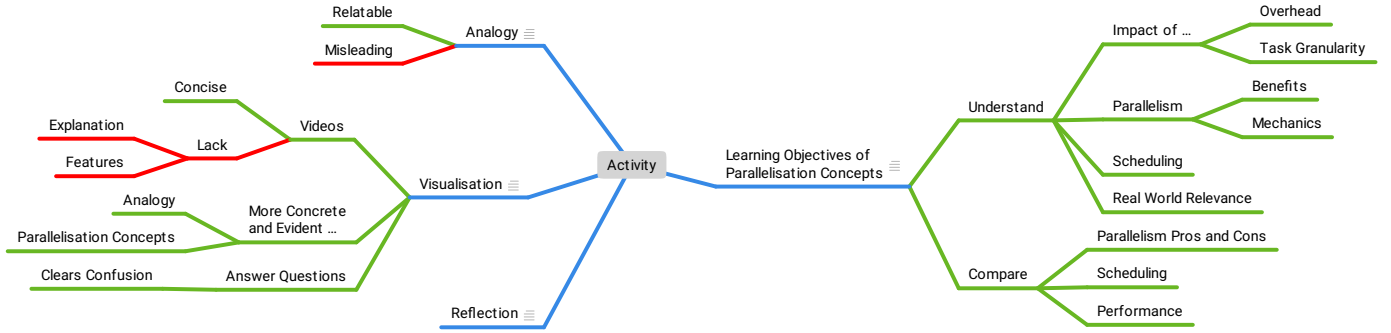 Relatable
Analogy
Misleading
Concise
Videos
Explanation
Lack
Features
Visualisation
Analogy
More Concrete
and Evident ...
Parallelisation Concepts
Clears Confusion
Answer Questions
Reflection
Activity
Learning Objectives of
Parallelisation Concepts
Understand
Impact of ...
Overhead
Task Granularity
Parallelism
Benefits
Mechanics
Scheduling
Real World Relevance
Compare
Parallelism Pros and Cons
Scheduling
Performance